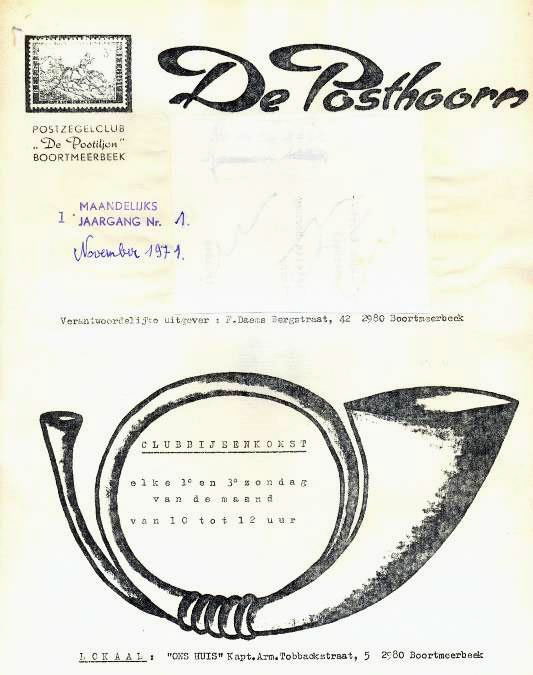 De Posthoorn
POSTZEGELCLUB
„De Postiljon"
BOORTMEERBEEK
MAANDELIJKS
1 JAARGANG Nr. 1.
November 1971.
Verantwoordelijke uitgever : F.Daems Bergstraat, 42 2980 Boortmeerbeek
CLUBBIJEENKOMST
elke 1° en 3° zondag
van de maand
van 10 tot 12 uur
LOKAAL : "ONS HUIS" Kapt.Arm.Tobbackstraat, 5 2980 Boortmeerbeek